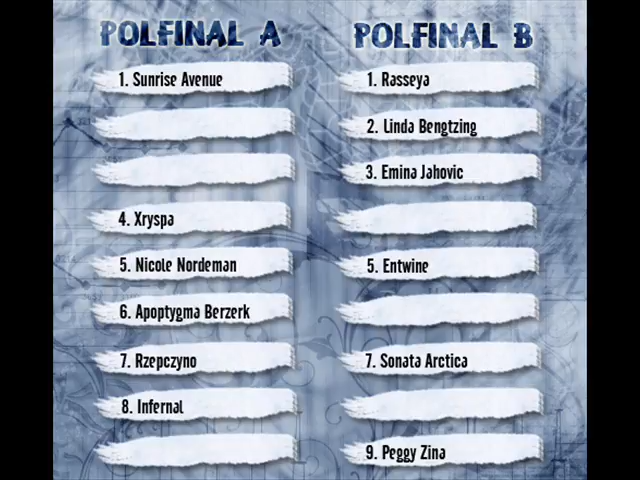 POLFINAL A
1. Sunrise Avenue
4. Xryspa
5. Nicole Nordeman
6. Apoptygma Berzerk
7. Rzepczyno
8. Infernal
POLFINAL B
1. Rasseya
2. Linda Bengtzing
3. Emina Jahovic
5. Entwine
7. Sonata Arctica
9. Peggy Zina